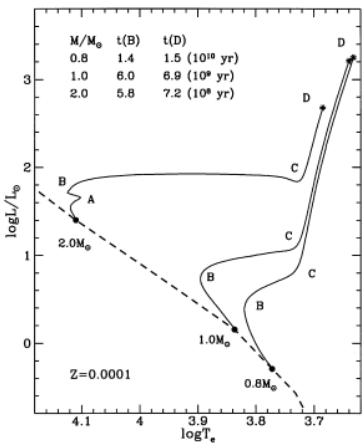 M/M⊙ t(B) t(D)
0.8 1.4 1.5 (10¹⁰ yr)
1.0 6.0 6.9 (10⁹ yr)
2.0 5.8 7.2 (10⁸ yr)
D
D
3
2
1
0
logL/L⊙
B
A
C
2.0M⊙
C
B
C
B
1.0M⊙
0.8M⊙
Z=0.0001
4.1 4 3.9 3.8 3.7
logTₑ